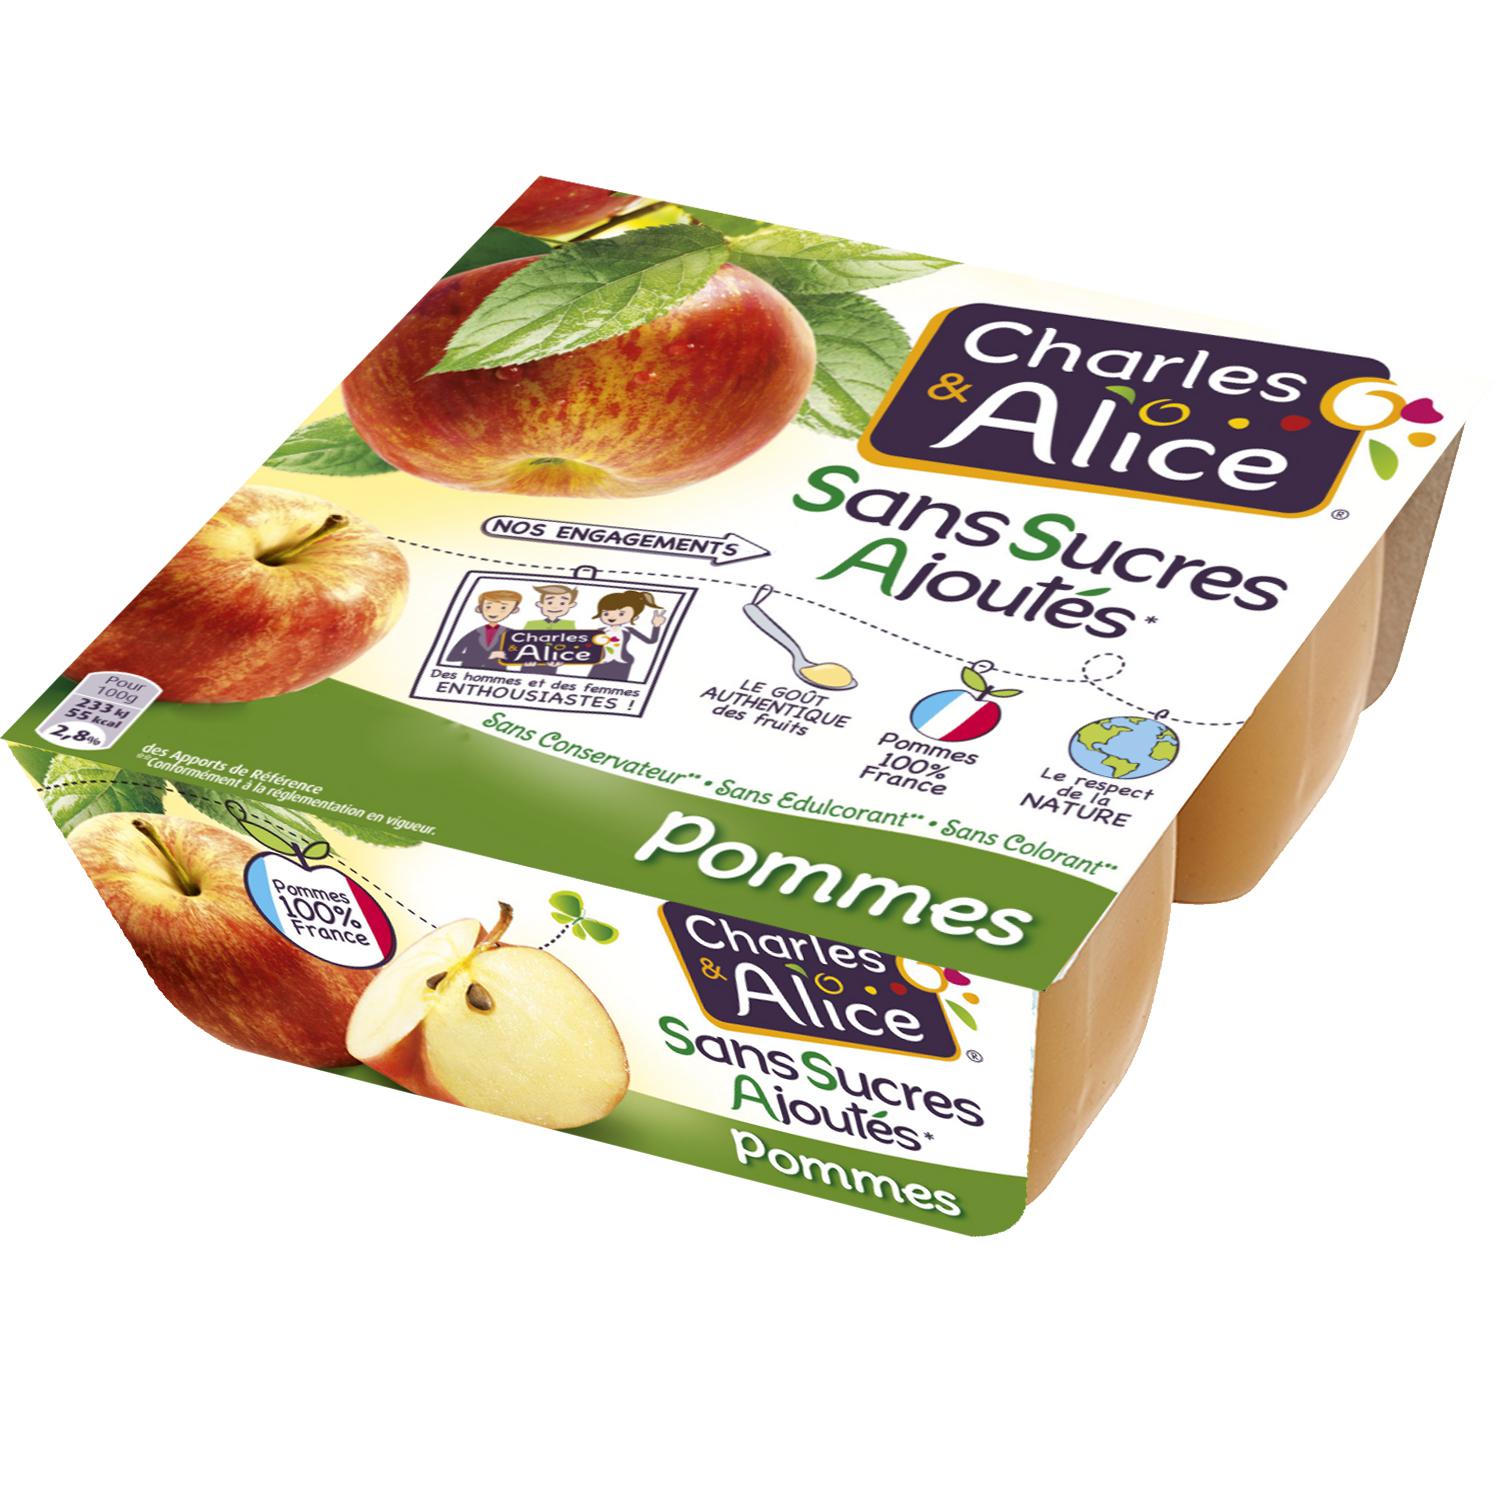 Charles
& Alice
®
Sans Sucres
Ajoutés*
NOS ENGAGEMENTS
Charles
& Alice
Des hommes et des femmes
ENTHOUSIASTES !
LE GOÛT
AUTHENTIQUE
des fruits
Pommes
100%
France
Le respect
de la
NATURE
Sans Conservateur** • Sans Edulcorant** • Sans Colorant**
Pommes
Pour
100g
233 kJ
55 kcal
2,8%
des Apports de Référence
**Conformément à la réglementation en vigueur.
Pommes
100%
France
Charles
& Alice
®
Sans Sucres
Ajoutés*
Pommes